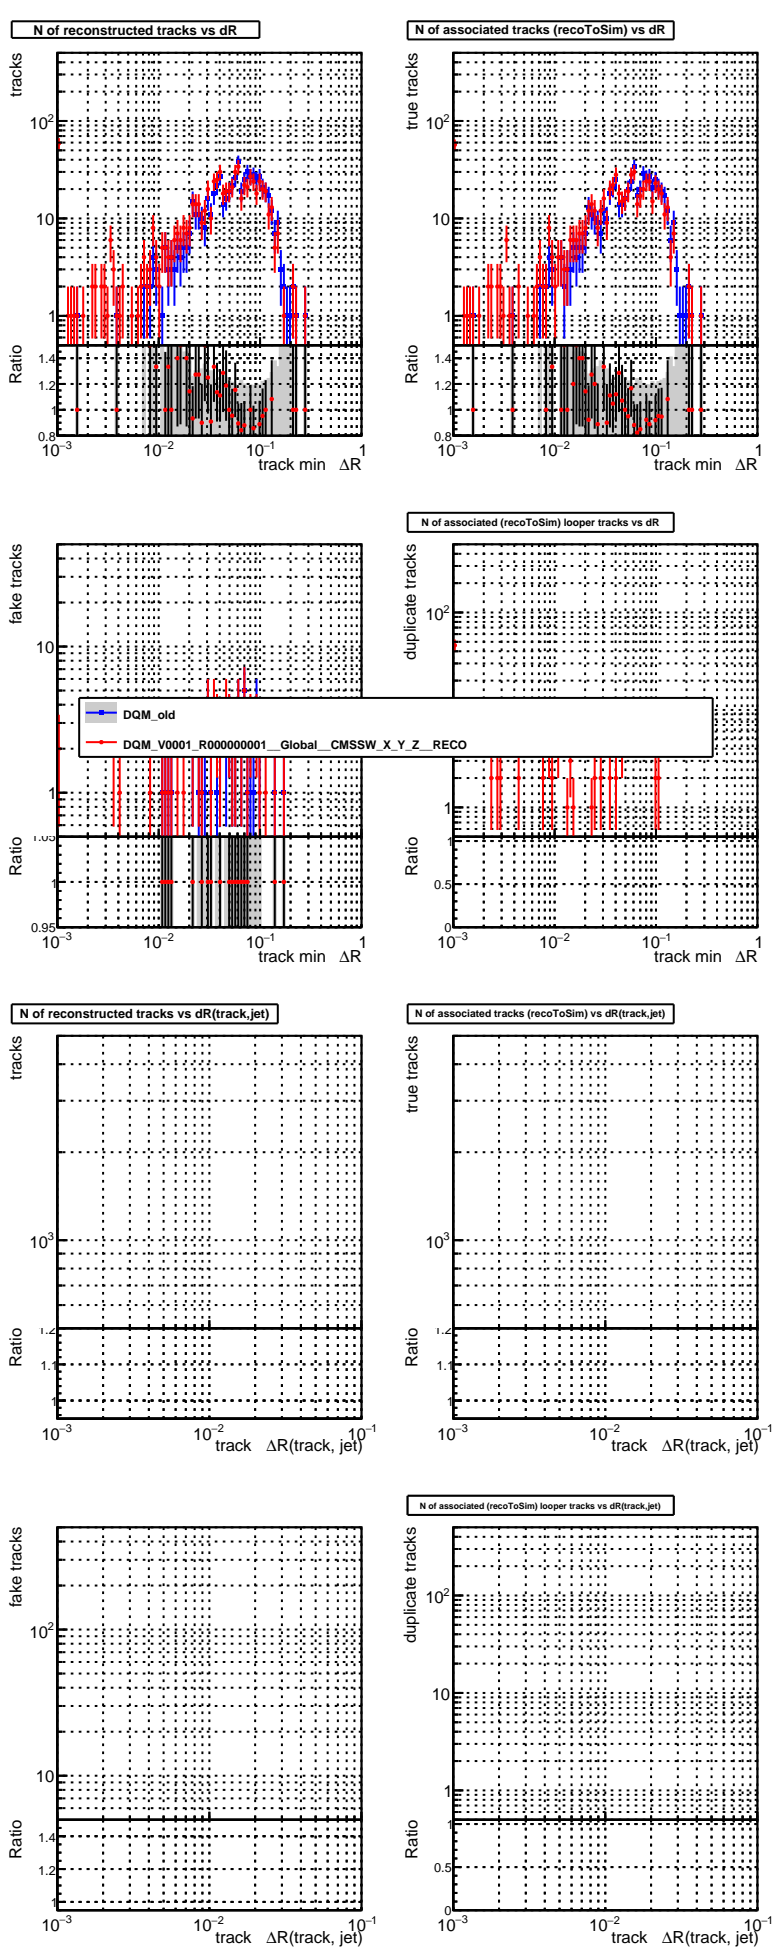 N of reconstructed tracks vs dR
tracks
10²
10
1
Ratio
1.4
1.2
1
0.8
10⁻³
10⁻²
10⁻¹
1
track min ΔR
N of associated tracks (recoToSim) vs dR
true tracks
10²
10
1
Ratio
1.4
1.2
1
0.8
10⁻³
10⁻²
10⁻¹
1
track min ΔR
fake tracks
10
1
Ratio
1.05
1
0.95
10⁻³
10⁻²
10⁻¹
1
track min ΔR
N of associated (recoToSim) looper tracks vs dR
duplicate tracks
10²
1
Ratio
1
0.5
0
10⁻³
10⁻²
10⁻¹
1
track min ΔR
DQM_old
DQM_V0001_R000000001__Global__CMSSW_X_Y_Z__RECO
N of reconstructed tracks vs dR(track,jet)
tracks
10³
Ratio
1.2
1.1
1
10⁻³
10⁻²
10⁻¹
track ΔR(track, jet)
N of associated tracks (recoToSim) vs dR(track,jet)
true tracks
10³
Ratio
1.2
1.1
1
10⁻³
10⁻²
10⁻¹
track ΔR(track, jet)
fake tracks
10²
10
Ratio
1.4
1.2
1
10⁻³
10⁻²
10⁻¹
track ΔR(track, jet)
N of associated (recoToSim) looper tracks vs dR(track,jet)
duplicate tracks
10²
10
1
Ratio
1
0.5
0
10⁻³
10⁻²
10⁻¹
track ΔR(track, jet)